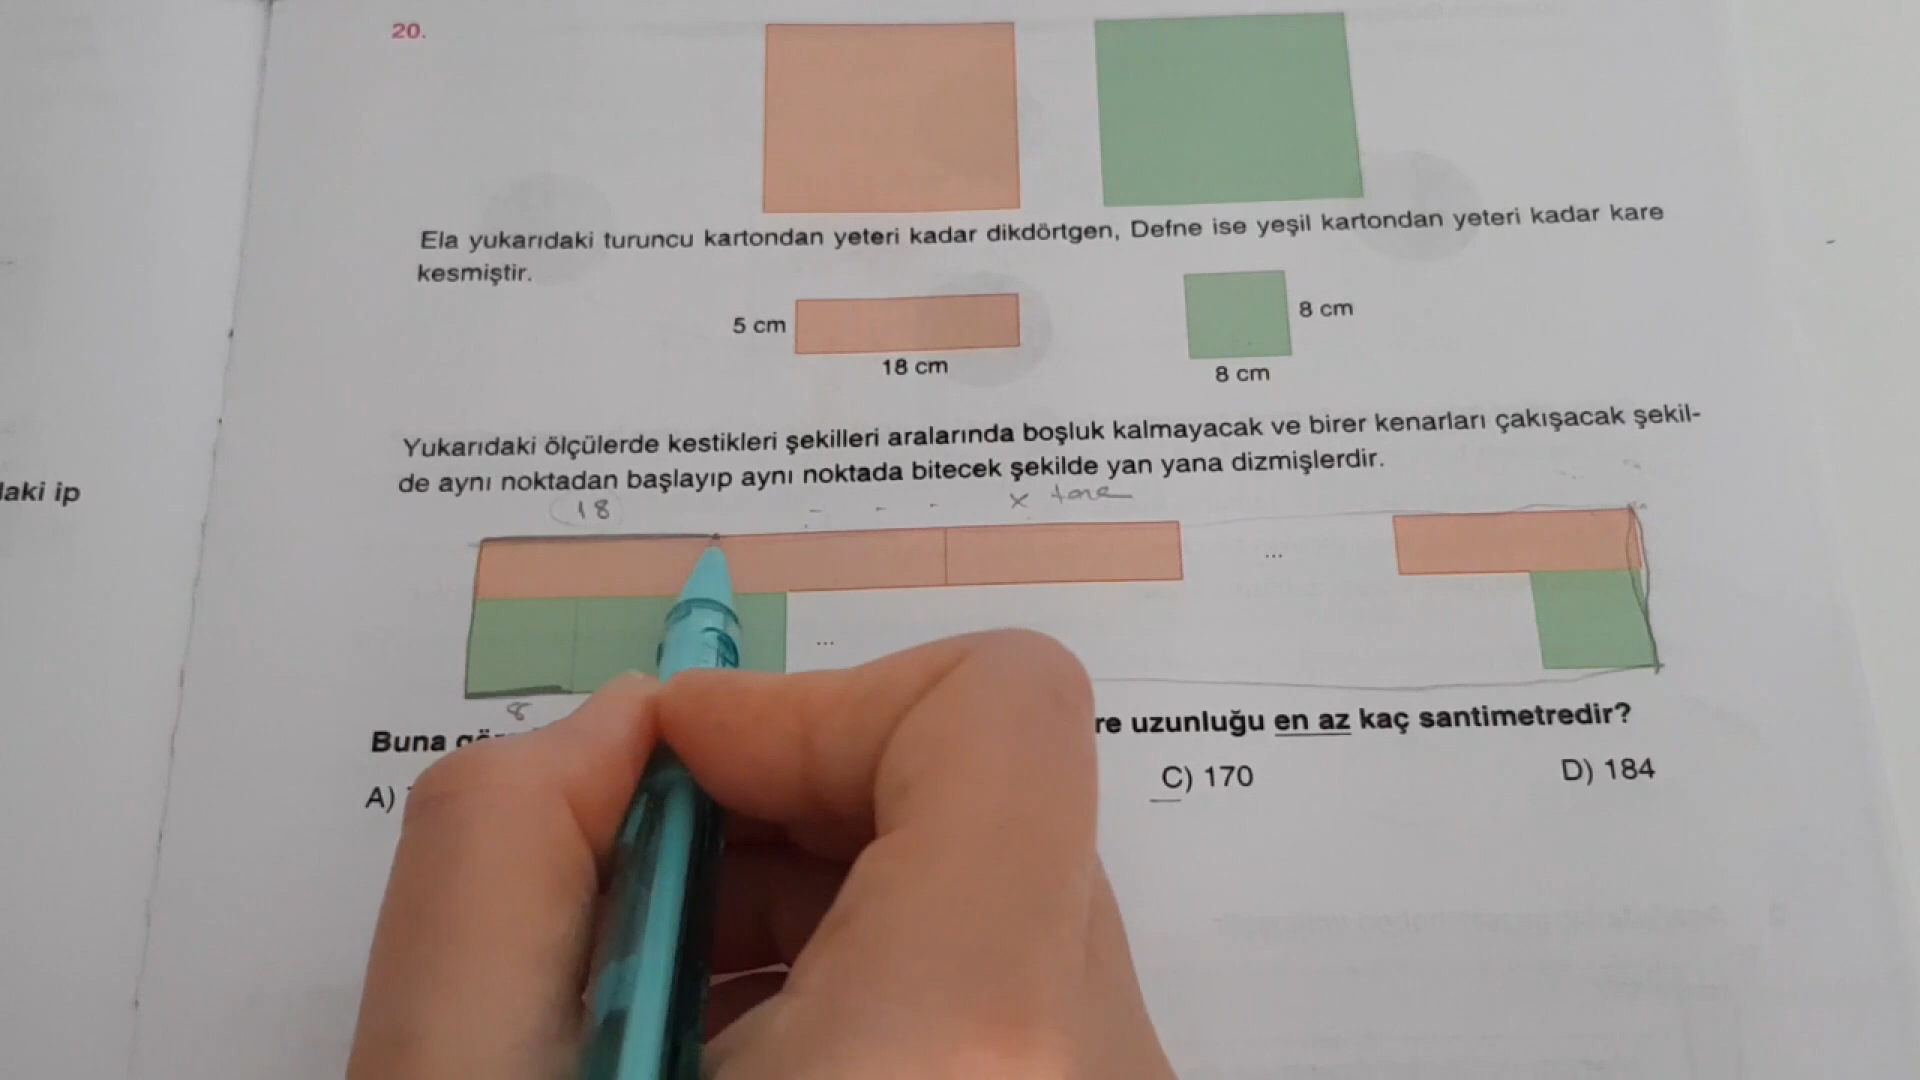 20.
Ela yukarıdaki turuncu kartondan yeteri kadar dikdörtgen, Defne ise yeşil kartondan yeteri kadar kare
kesmiştir.
5 cm
18 cm
8 cm
8 cm
Yukarıdaki ölçülerde kestikleri şekilleri aralarında boşluk kalmayacak ve birer kenarları çakışacak şekil-
de aynı noktadan başlayıp aynı noktada bitecek şekilde yan yana dizmişlerdir.
laki ip
18
x tane
...
...
8
Buna re uzunluğu en az kaç santimetredir?
A)
C) 170
D) 184